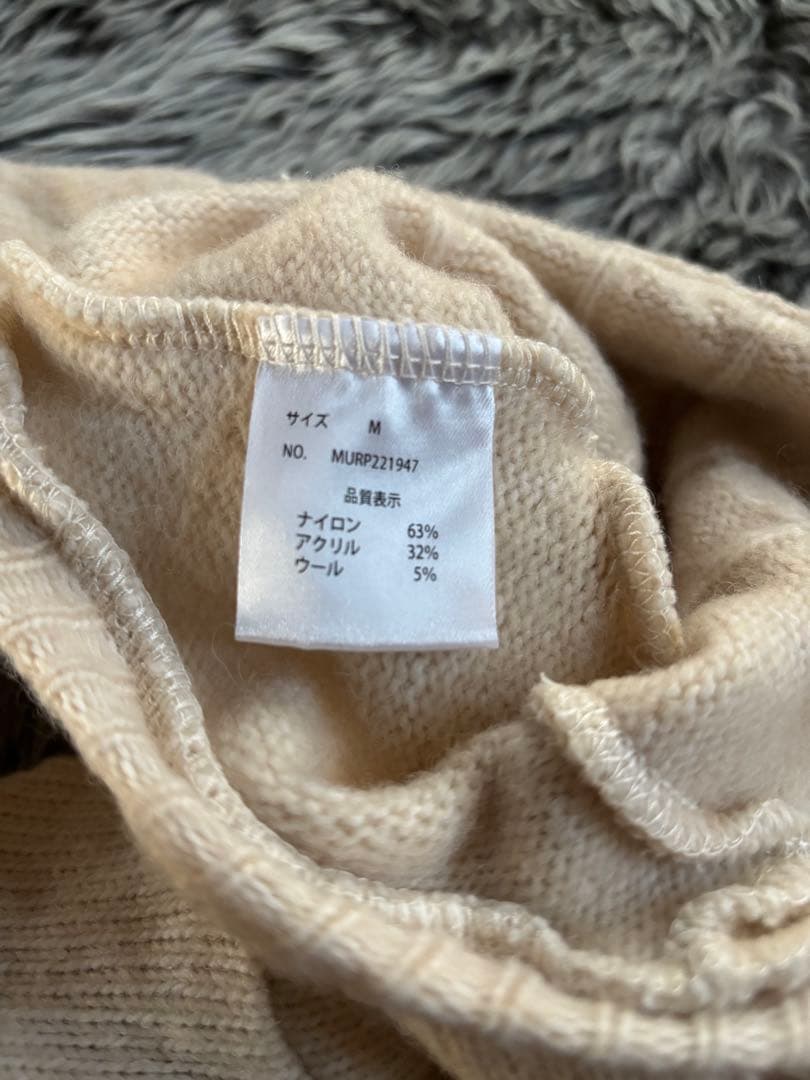 サイズ M
NO. MURP221947
品質表示
ナイロン 63%
アクリル 32%
ウール 5%